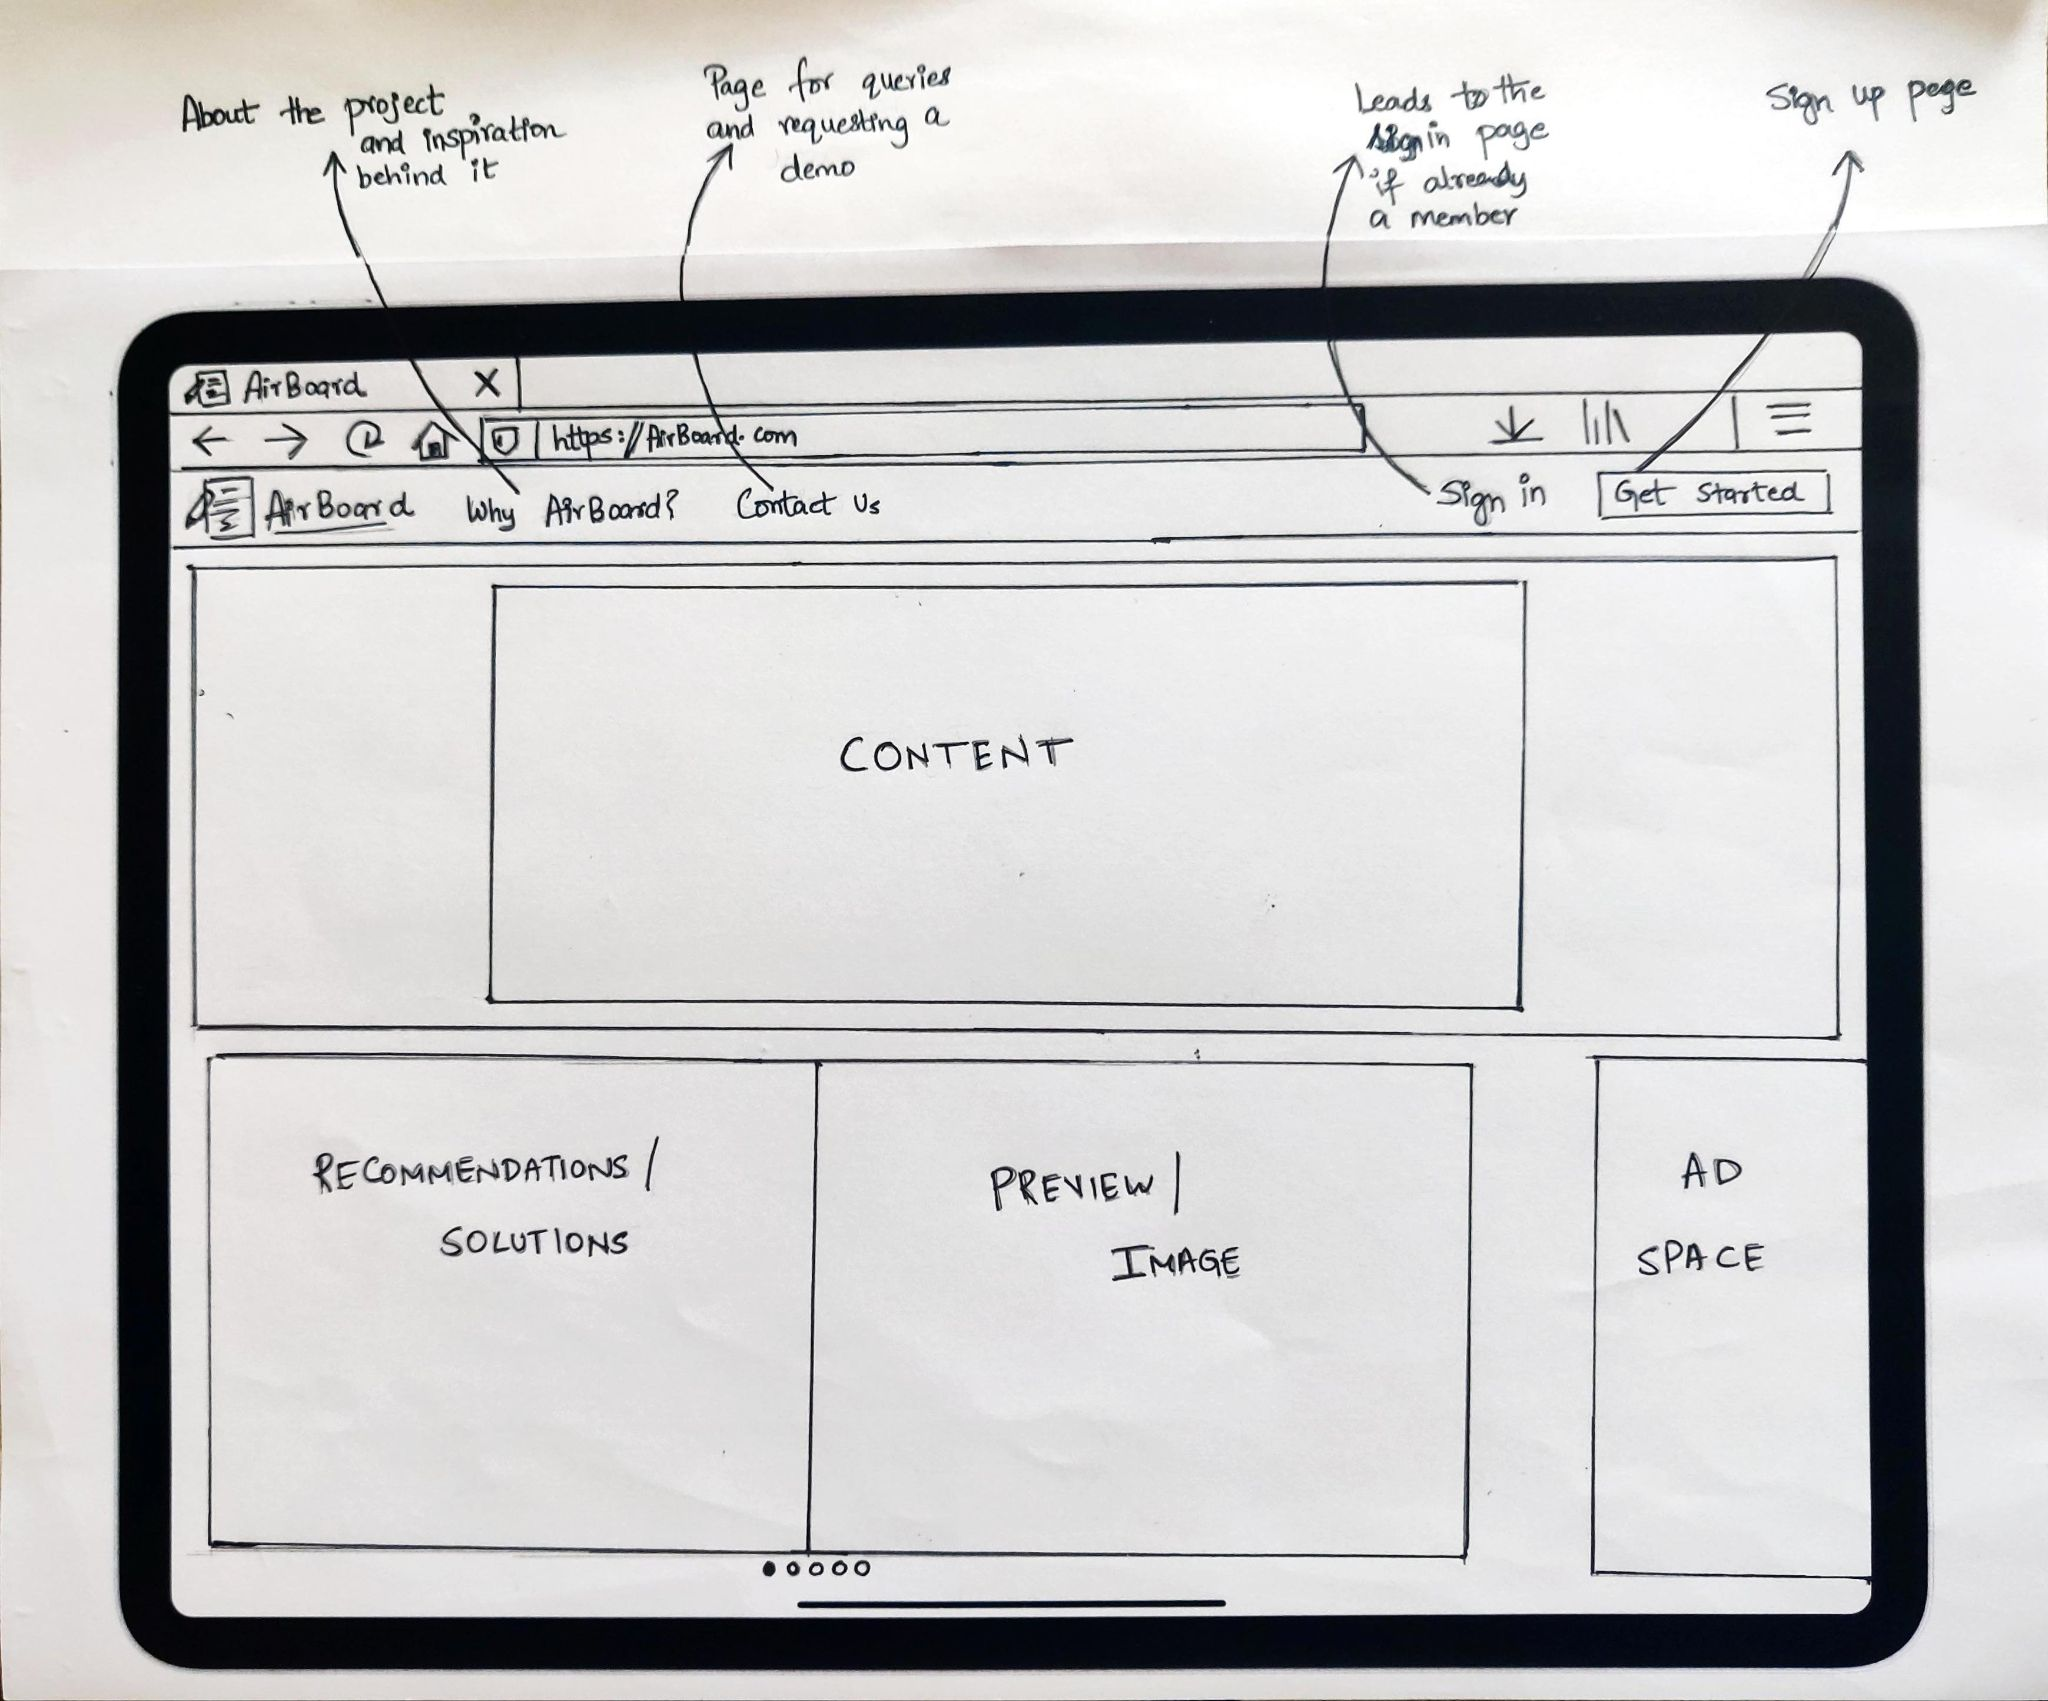 About the project
and inspiration
behind it
Page for queries
and requesting a
demo
Leads to the
sign in page
if already
a member
Sign up page
AirBoard X
https://AirBoard.com
AirBoard Why AirBoard? Contact Us Sign in Get Started
CONTENT
RECOMMENDATIONS/
SOLUTIONS
PREVIEW/
IMAGE
AD
SPACE